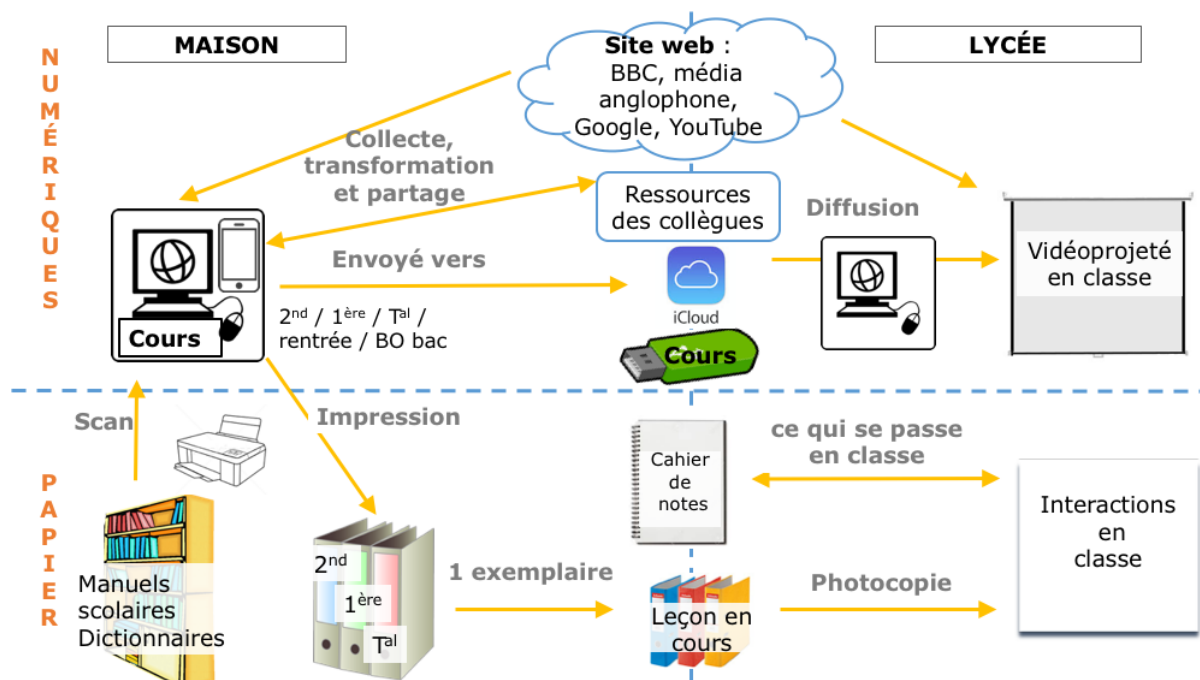 MAISON
LYCÉE
NUMÉRIQUES
Site web :
BBC, média
anglophone,
Google, YouTube
Collecte,
transformation
et partage
Ressources
des collègues
Diffusion
Vidéoprojeté
en classe
Envoyé vers
iCloud
Cours
2nd / 1ère / Tal /
rentrée / BO bac
Cours
PAPIER
Scan
Impression
Manuels
scolaires
Dictionnaires
2nd
1ère
Tal
1 exemplaire
Cahier
de
notes
ce qui se passe
en classe
Interactions
en
classe
Leçon en
cours
Photocopie